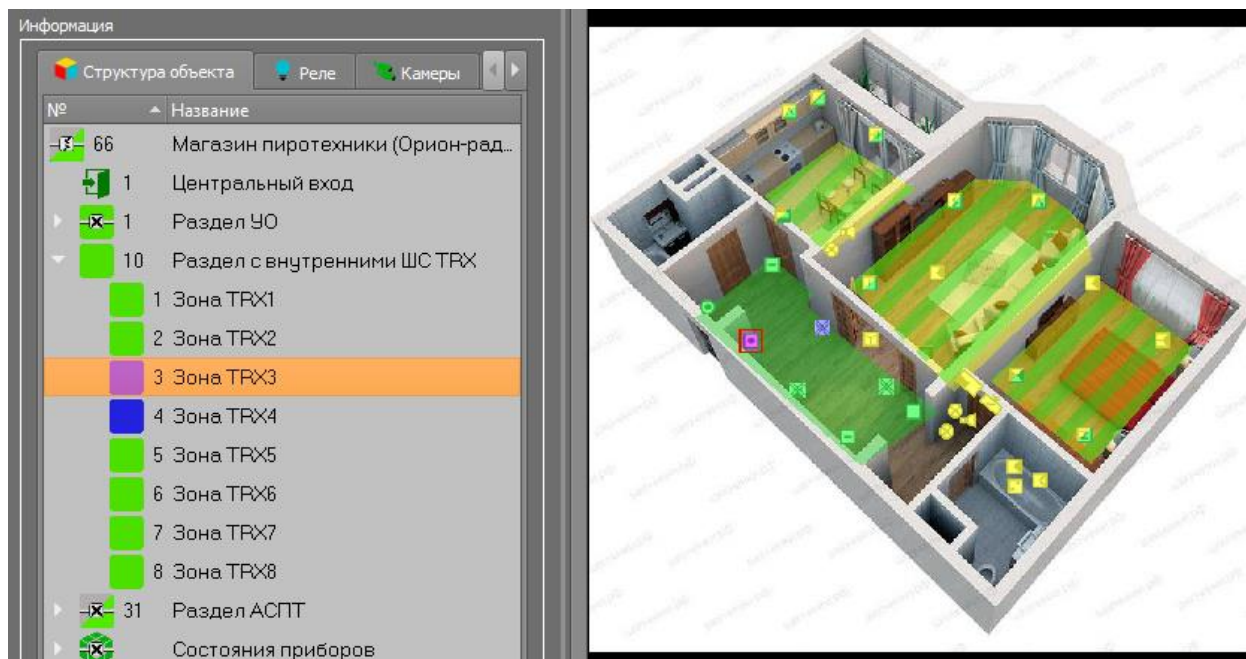 Информация
Структура объекта Реле Камеры
№ Название
66 Магазин пиротехники (Орион-рад...
1 Центральный вход
1 Раздел УО
10 Раздел с внутренними ШС TRX
1 Зона TRX1
2 Зона TRX2
3 Зона TRX3
4 Зона TRX4
5 Зона TRX5
6 Зона TRX6
7 Зона TRX7
8 Зона TRX8
31 Раздел АСПТ
Состояния приборов